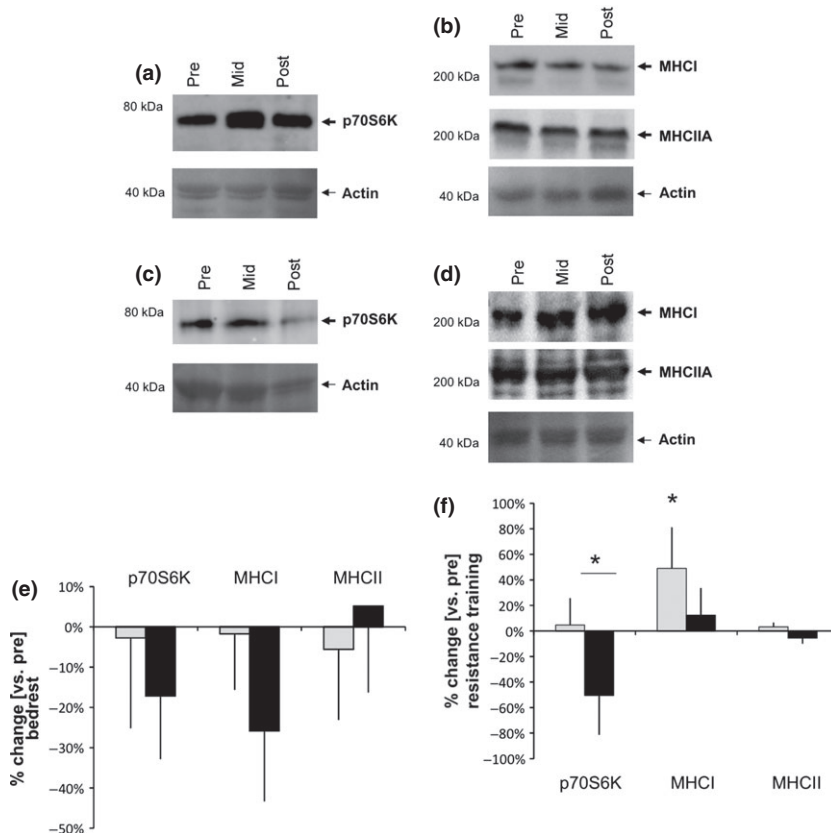 (a)
Pre Mid Post
80 kDa
p70S6K
40 kDa
Actin
(b)
Pre Mid Post
200 kDa
MHCI
200 kDa
MHCIIA
40 kDa
Actin
(c)
Pre Mid Post
80 kDa
p70S6K
40 kDa
Actin
(d)
Pre Mid Post
200 kDa
MHCI
200 kDa
MHCIIA
40 kDa
Actin
(e)
% change [vs. pre]
bedrest
p70S6K MHCI MHCII
10%
0%
−10%
−20%
−30%
−40%
−50%
(f)
% change [vs. pre]
resistance training
100%
80%
60%
40%
20%
0%
−20%
−40%
−60%
−80%
−100%
*
*
p70S6K MHCI MHCII